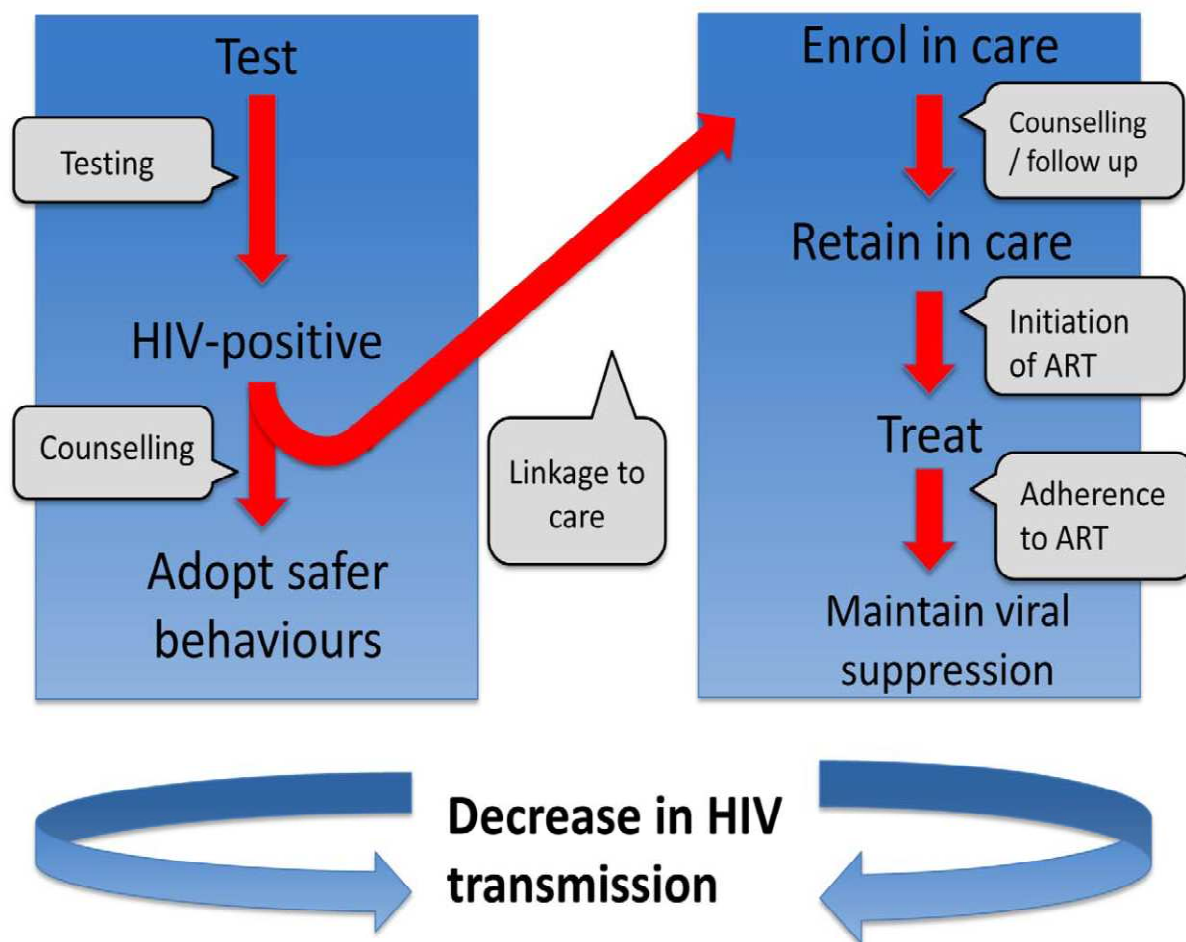 Test
Testing
HIV-positive
Counselling
Adopt safer
behaviours
Linkage to
care
Enrol in care
Counselling
/ follow up
Retain in care
Initiation
of ART
Treat
Adherence
to ART
Maintain viral
suppression
Decrease in HIV
transmission